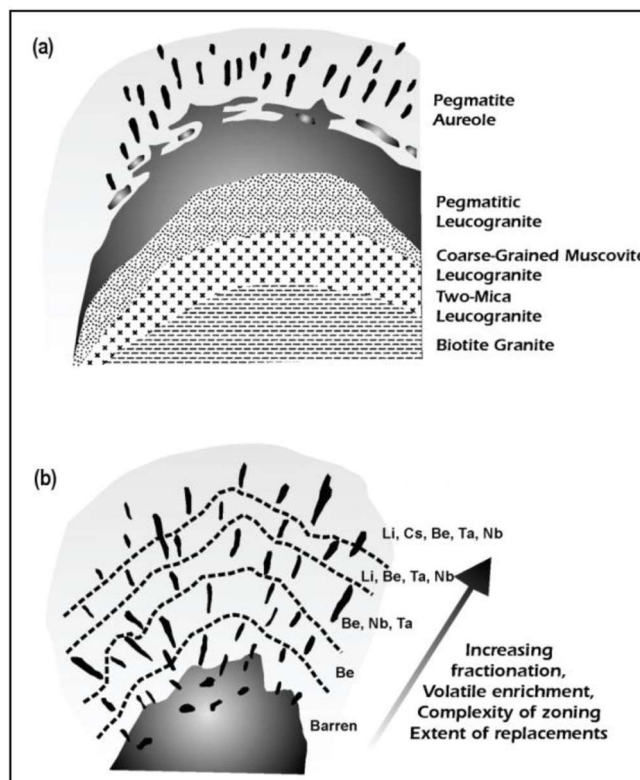 (a)
Pegmatite
Aureole
Pegmatitic
Leucogranite
Coarse-Grained Muscovite
Leucogranite
Two-Mica
Leucogranite
Biotite Granite
(b)
Li, Cs, Be, Ta, Nb
Li, Be, Ta, Nb
Be, Nb, Ta
Be
Barren
Increasing
fractionation,
Volatile enrichment,
Complexity of zoning
Extent of replacements